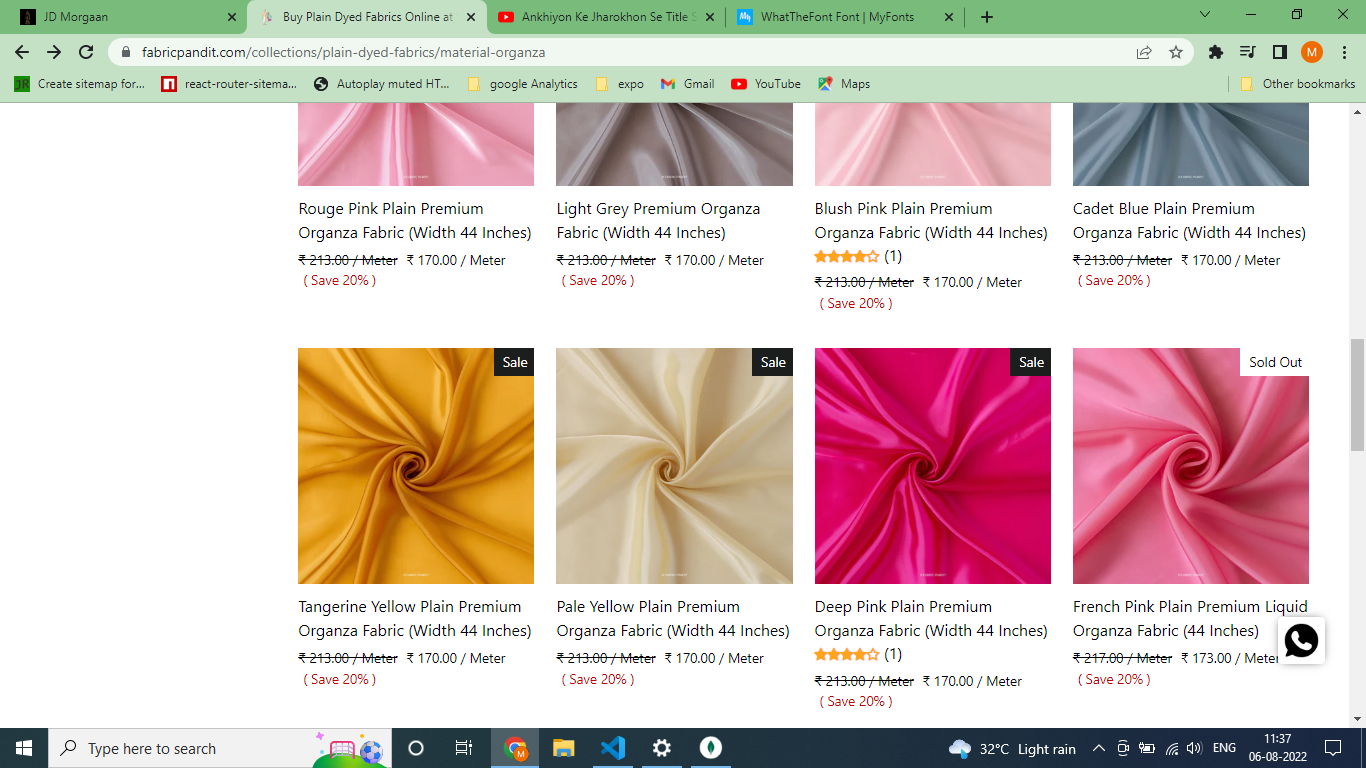 JD Morgaan
Buy Plain Dyed Fabrics Online at
Ankhiyon Ke Jharokhon Se Title S
WhatTheFont Font | MyFonts
fabricpandit.com/collections/plain-dyed-fabrics/material-organza
M
JR Create sitemap for...
react-router-sitema...
Autoplay muted HT...
google Analytics
expo
Gmail
YouTube
Maps
Other bookmarks
Rouge Pink Plain Premium
Organza Fabric (Width 44 Inches)
₹ 213.00 / Meter ₹ 170.00 / Meter
( Save 20% )
Light Grey Premium Organza
Fabric (Width 44 Inches)
₹ 213.00 / Meter ₹ 170.00 / Meter
( Save 20% )
Blush Pink Plain Premium
Organza Fabric (Width 44 Inches)
(1)
₹ 213.00 / Meter ₹ 170.00 / Meter
( Save 20% )
Cadet Blue Plain Premium
Organza Fabric (Width 44 Inches)
₹ 213.00 / Meter ₹ 170.00 / Meter
( Save 20% )
Sale
Tangerine Yellow Plain Premium
Organza Fabric (Width 44 Inches)
₹ 213.00 / Meter ₹ 170.00 / Meter
( Save 20% )
Sale
Pale Yellow Plain Premium
Organza Fabric (Width 44 Inches)
₹ 213.00 / Meter ₹ 170.00 / Meter
( Save 20% )
Sale
Deep Pink Plain Premium
Organza Fabric (Width 44 Inches)
(1)
₹ 213.00 / Meter ₹ 170.00 / Meter
( Save 20% )
Sold Out
French Pink Plain Premium Liquid
Organza Fabric (44 Inches)
₹ 217.00 / Meter ₹ 173.00 / Meter
( Save 20% )
Type here to search
32°C Light rain
ENG
11:37
06-08-2022